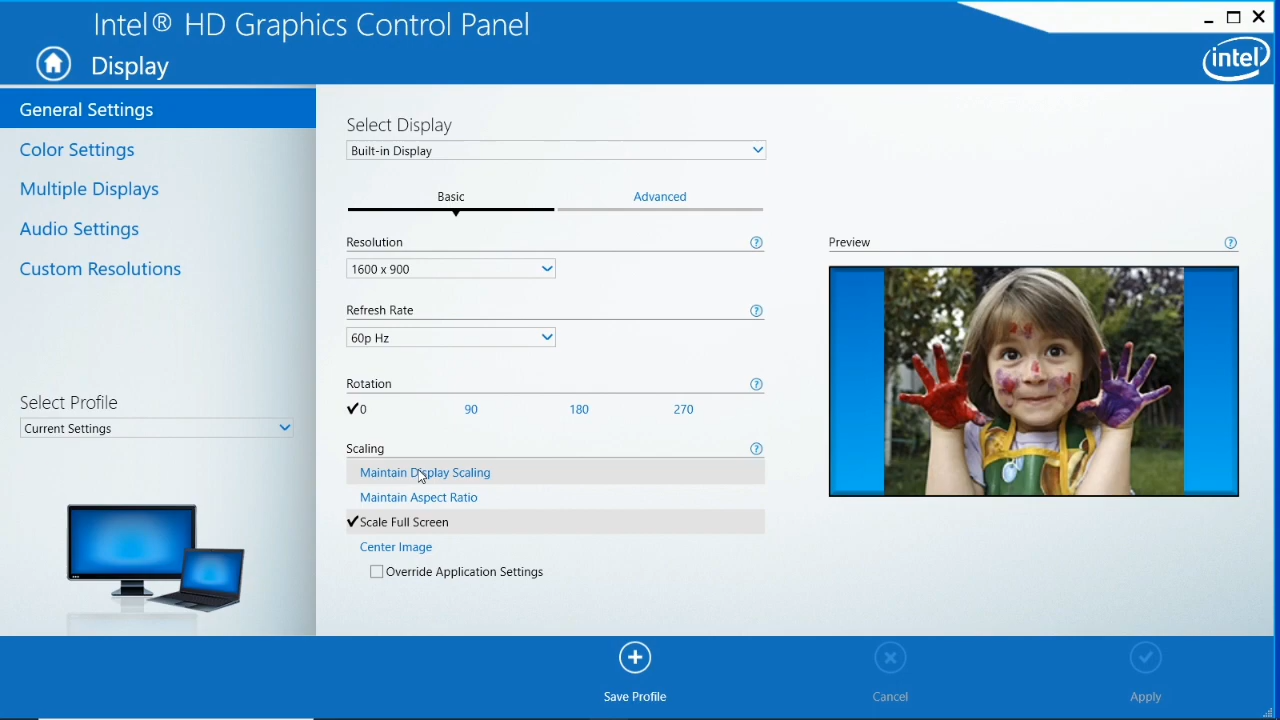 Intel® HD Graphics Control Panel
Display
intel®
General Settings
Color Settings
Multiple Displays
Audio Settings
Custom Resolutions
Select Profile
Current Settings
Select Display
Built-in Display
Basic
Advanced
Resolution
?
1600 x 900
Refresh Rate
?
60p Hz
Rotation
?
0
90
180
270
Scaling
?
Maintain Display Scaling
Maintain Aspect Ratio
Scale Full Screen
Center Image
Override Application Settings
Preview
?
Save Profile
Cancel
Apply